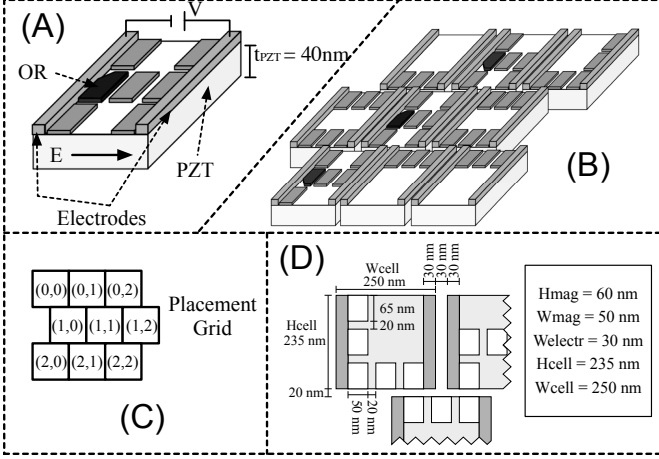 (A)
V
OR
tPZT = 40nm
E
PZT
Electrodes
(B)
(0,0) (0,1) (0,2)
(1,0) (1,1) (1,2)
(2,0) (2,1) (2,2)
Placement
Grid
(C)
(D)
Wcell
250 nm
30 nm
30 nm
30 nm
Hcell
235 nm
65 nm
20 nm
20 nm
50 nm
20 nm
Hmag = 60 nm
Wmag = 50 nm
Welectr = 30 nm
Hcell = 235 nm
Wcell = 250 nm